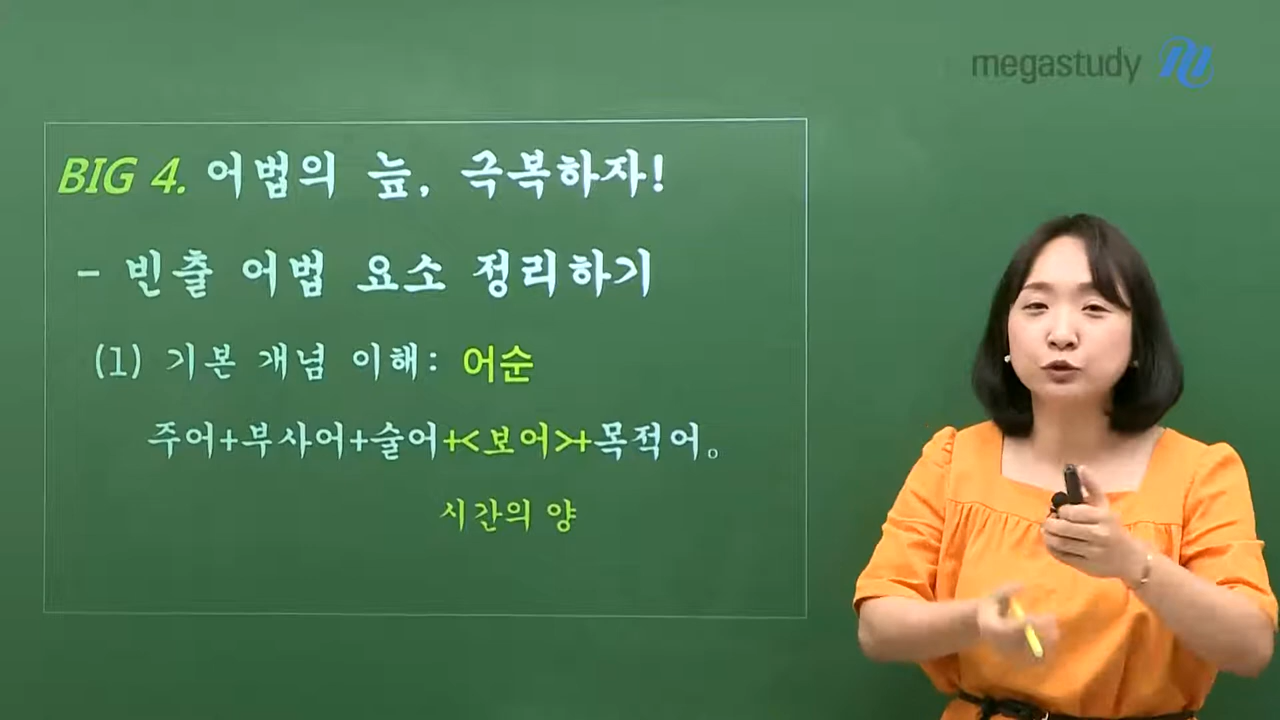 megastudy
BIG 4. 어법의 늪, 극복하자!
- 빈출 어법 요소 정리하기
(1) 기본 개념 이해: 어순
주어+부사어+술어+<보어>+목적어。
시간의 양